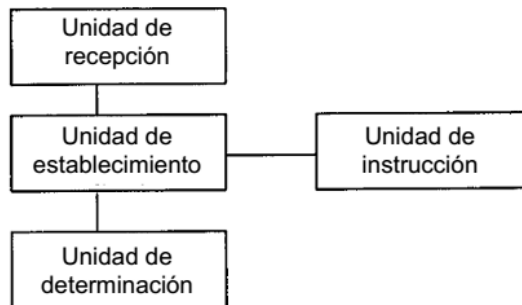 Unidad de
recepción
Unidad de
establecimiento
Unidad de
instrucción
Unidad de
determinación